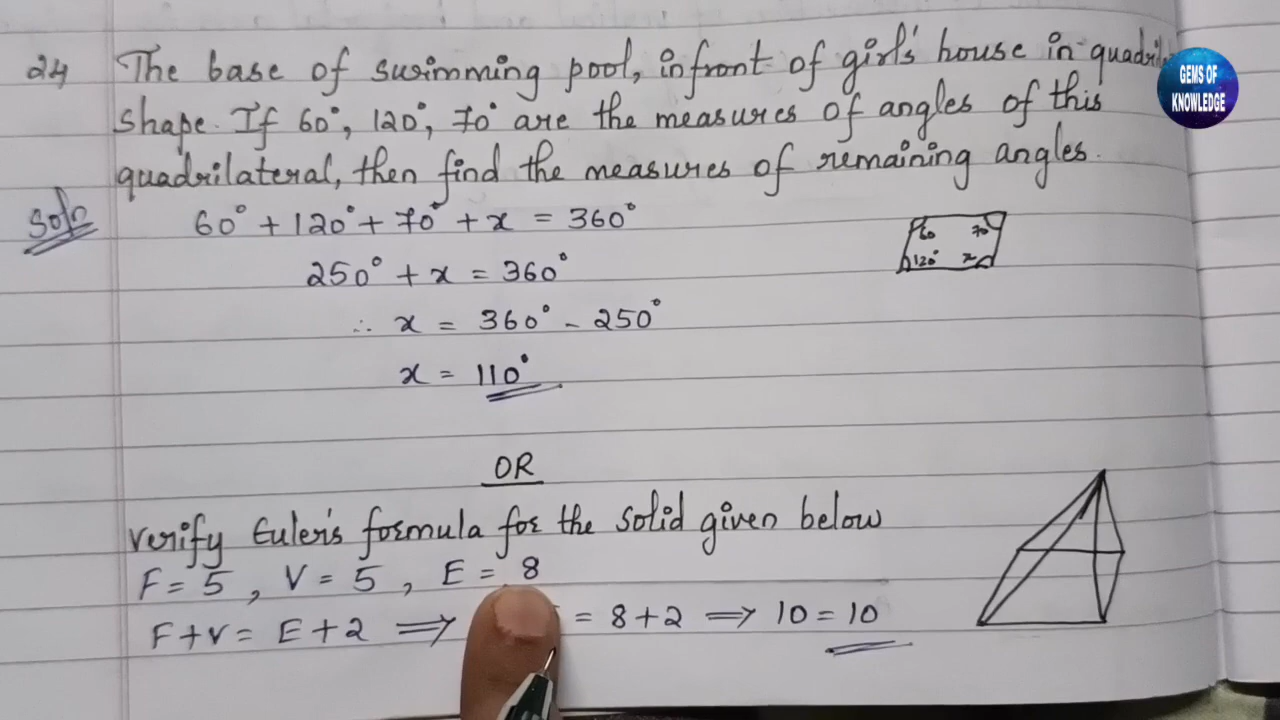 24 The base of swimming pool, infront of girl's house in quadril
shape. If 60°, 120°, 70° are the measures of angles of this
quadrilateral, then find the measures of remaining angles.
Soln 60° + 120° + 70° + x = 360°
250° + x = 360°
∴ x = 360° - 250°
x = 110°
60 70°
120° x
OR
Verify Euler's formula for the solid given below
F = 5 , V = 5 , E = 8
F+V = E+2 ⟹ = 8+2 ⟹ 10 = 10
GEMS OF
KNOWLEDGE